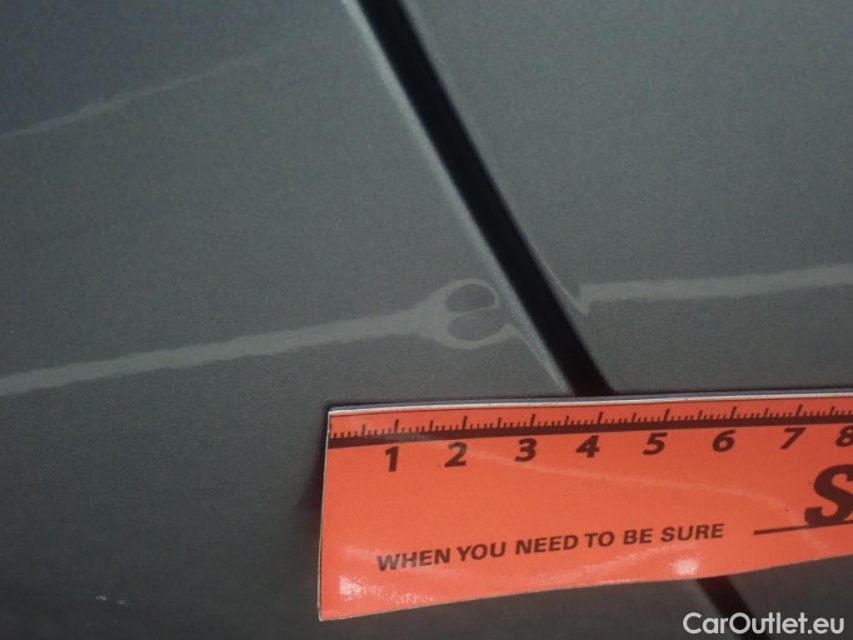 1 2 3 4 5 6 7 8
S
WHEN YOU NEED TO BE SURE
CarOutlet.eu